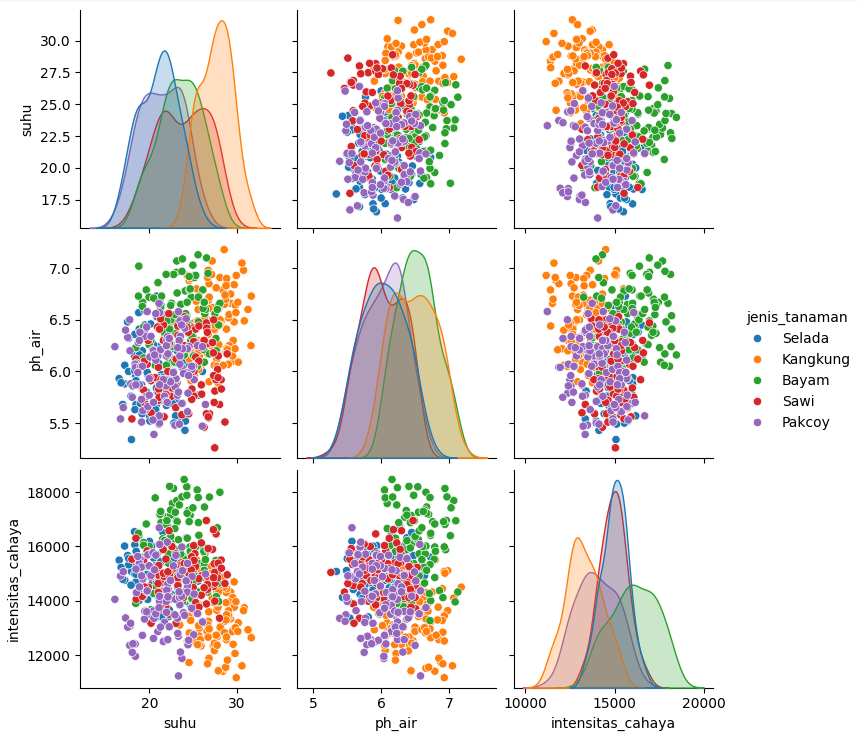 suhu
30.0
27.5
25.0
22.5
20.0
17.5
ph_air
7.0
6.5
6.0
5.5
intensitas_cahaya
18000
16000
14000
12000
20 30
suhu
5 6 7
ph_air
10000 15000 20000
intensitas_cahaya
jenis_tanaman
Selada
Kangkung
Bayam
Sawi
Pakcoy